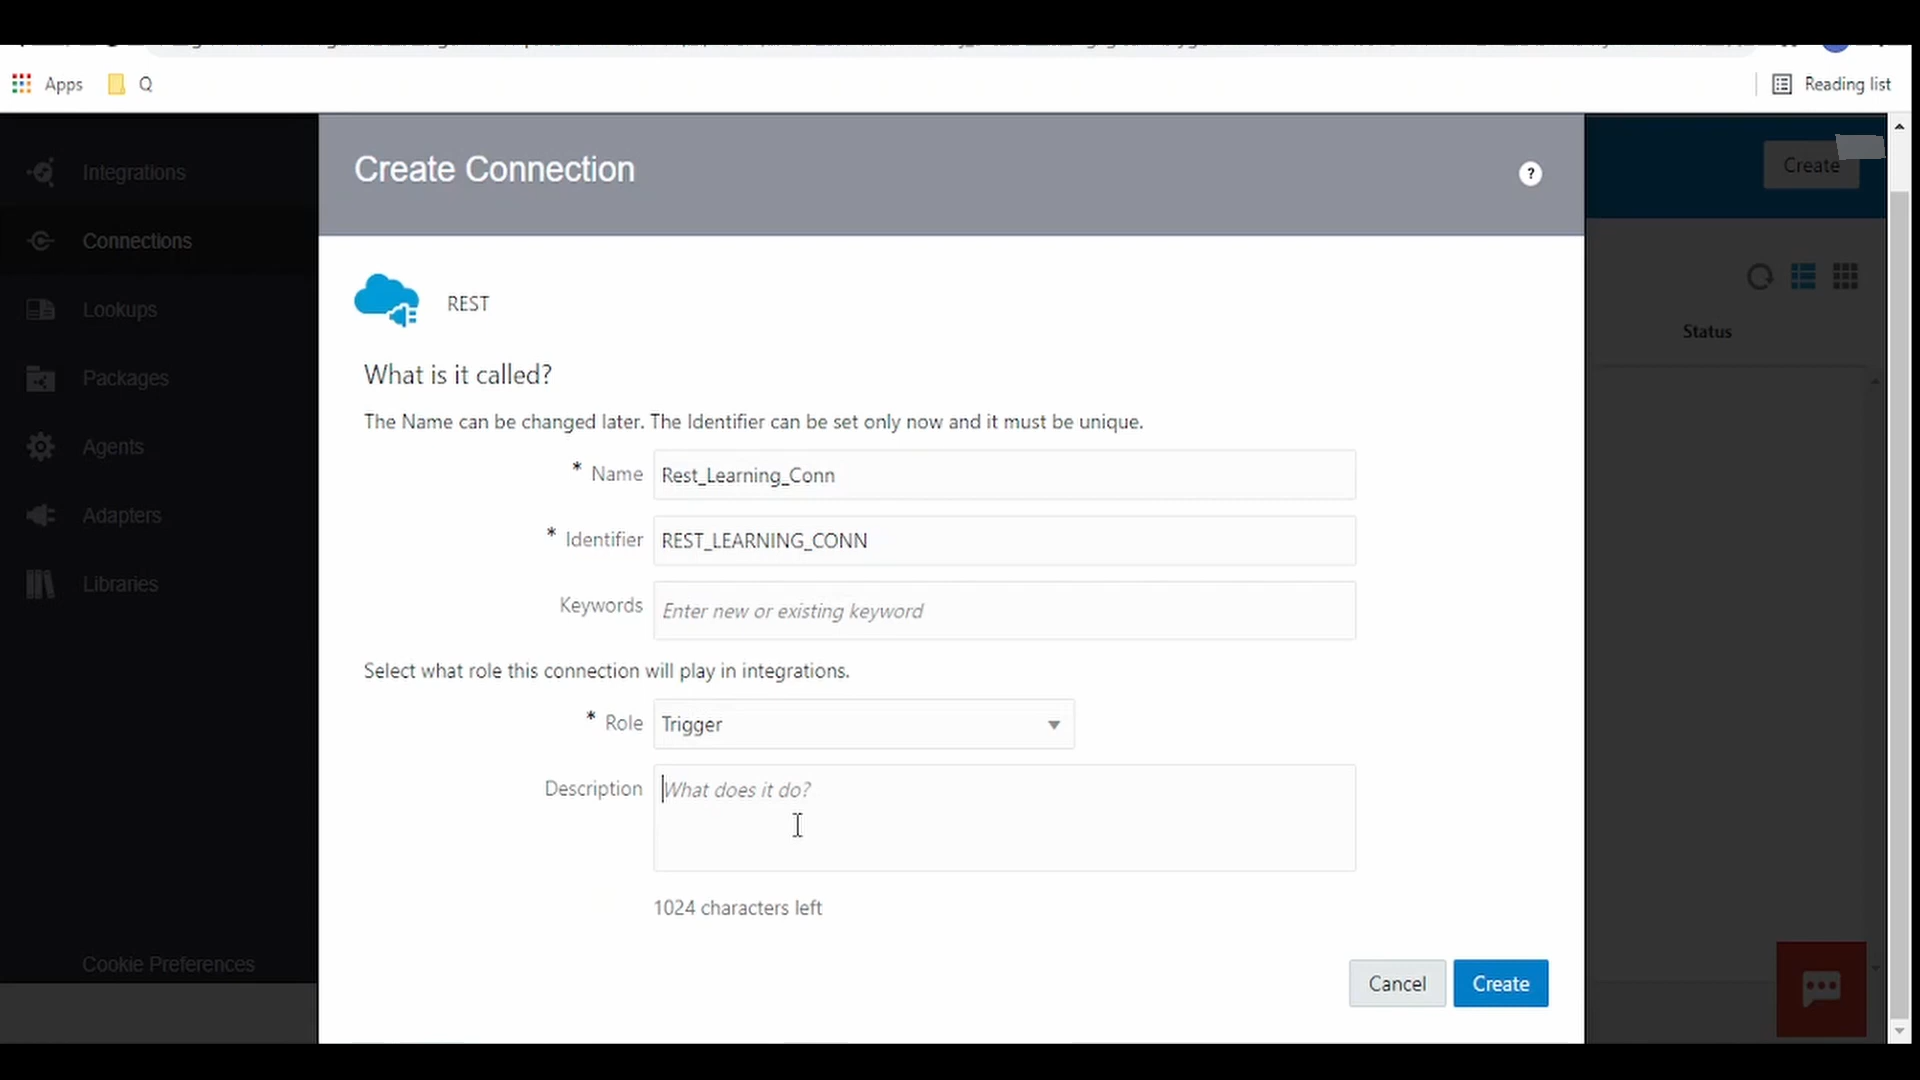 Apps
Q
Reading list
Integrations
Connections
Lookups
Packages
Agents
Adapters
Libraries
Cookie Preferences
Create Connection
?
Create
Status
REST
What is it called?
The Name can be changed later. The Identifier can be set only now and it must be unique.
* Name Rest_Learning_Conn
* Identifier REST_LEARNING_CONN
Keywords Enter new or existing keyword
Select what role this connection will play in integrations.
* Role Trigger
Description What does it do?
1024 characters left
Cancel
Create